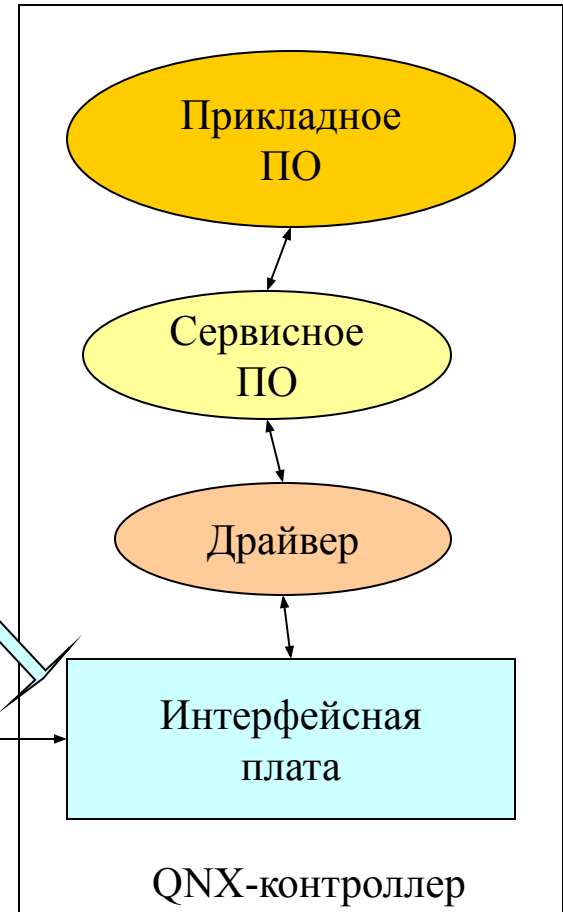 Прикладное
ПО
Сервисное
ПО
Драйвер
Интерфейсная
плата
QNX-контроллер